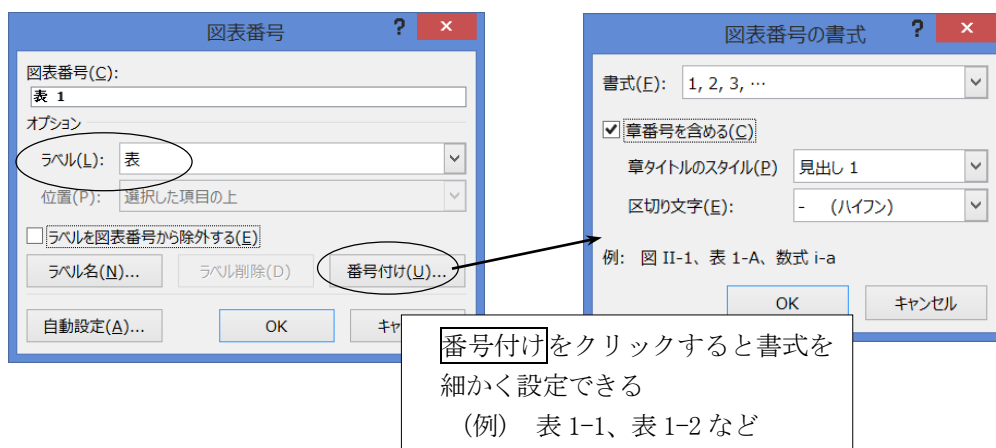 図表番号 ? ×
図表番号(C):
表 1
オプション
ラベル(L): 表
位置(P): 選択した項目の上
ラベルを図表番号から除外する(E)
ラベル名(N)... ラベル削除(D) 番号付け(U)...
自動設定(A)... OK キャ
図表番号の書式 ? ×
書式(F): 1, 2, 3, …
章番号を含める(C)
章タイトルのスタイル(P) 見出し 1
区切り文字(E): - (ハイフン)
例: 図 II-1、表 1-A、数式 i-a
OK キャンセル
番号付けをクリックすると書式を
細かく設定できる
(例) 表 1-1、表 1-2 など